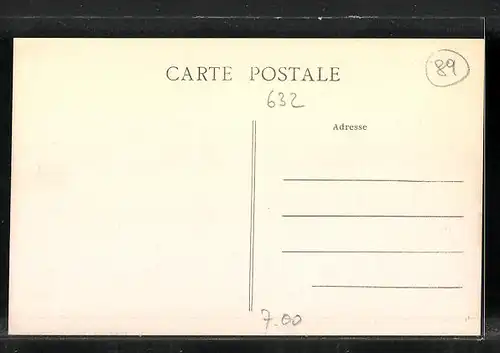 CARTE POSTALE
89
632
Adresse
7.00